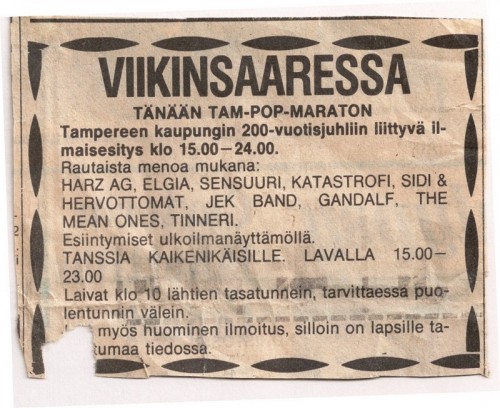 VIIKINSAARESSA
TÄNÄÄN TAM-POP-MARATON
Tampereen kaupungin 200-vuotisjuhliin liittyvä il-
maisesitys klo 15.00—24.00.
Rautaista menoa mukana:
HARZ AG, ELGIA, SENSUURI, KATASTROFI, SIDI &
HERVOTTOMAT, JEK BAND, GANDALF, THE
MEAN ONES, TINNERI.
Esiintymiset ulkoilmanäyttämöllä.
TANSSIA KAIKENIKÄISILLE. LAVALLA 15.00—
23.00
Laivat klo 10 lähtien tasatunnein, tarvittaessa puo-
lentunnin välein.
myös huominen ilmoitus, silloin on lapsille ta-
tumaa tiedossa.